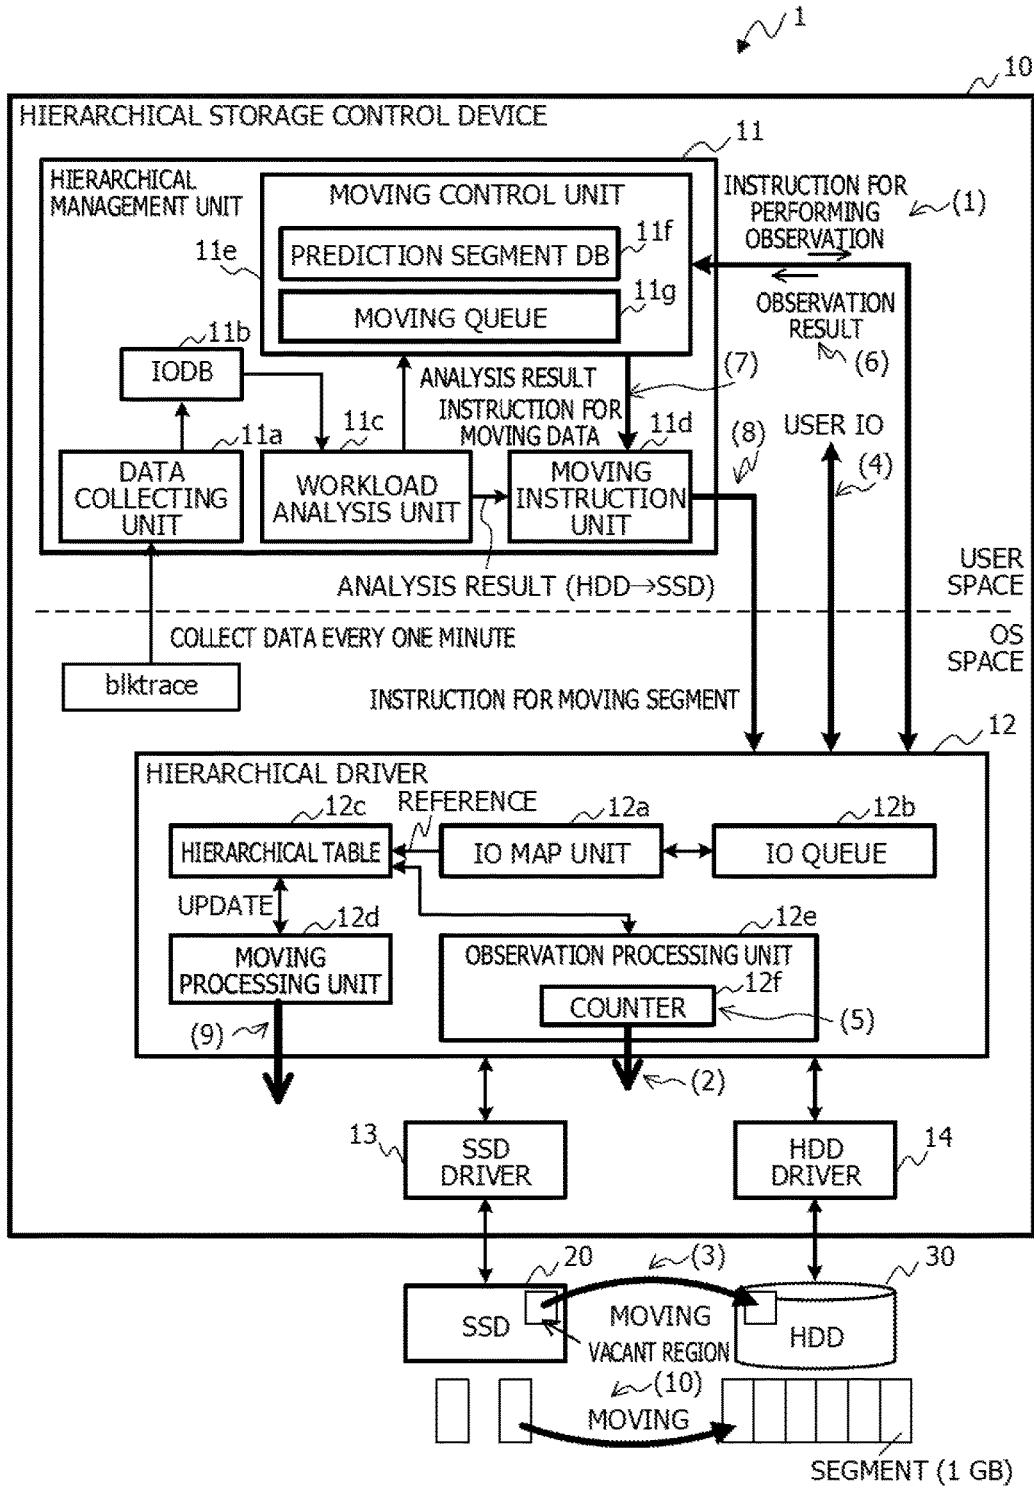 1
10
HIERARCHICAL STORAGE CONTROL DEVICE
11
HIERARCHICAL
MANAGEMENT UNIT
MOVING CONTROL UNIT
11e
PREDICTION SEGMENT DB
11f
MOVING QUEUE
11g
INSTRUCTION FOR
PERFORMING
OBSERVATION
(1)
OBSERVATION
RESULT
(6)
11b
IODB
ANALYSIS RESULT
(7)
INSTRUCTION FOR
MOVING DATA
11a
11c
11d
(8)
USER IO
(4)
DATA
COLLECTING
UNIT
WORKLOAD
ANALYSIS UNIT
MOVING
INSTRUCTION
UNIT
ANALYSIS RESULT (HDD→SSD)
USER
SPACE
COLLECT DATA EVERY ONE MINUTE
OS
SPACE
blktrace
INSTRUCTION FOR MOVING SEGMENT
12
HIERARCHICAL DRIVER
12c
REFERENCE
12a
12b
HIERARCHICAL TABLE
IO MAP UNIT
IO QUEUE
UPDATE
12d
12e
MOVING
PROCESSING UNIT
OBSERVATION PROCESSING UNIT
12f
COUNTER
(5)
(9)
(2)
13
SSD
DRIVER
HDD
DRIVER
14
20
(3)
30
SSD
MOVING
HDD
VACANT REGION
(10)
MOVING
SEGMENT (1 GB)